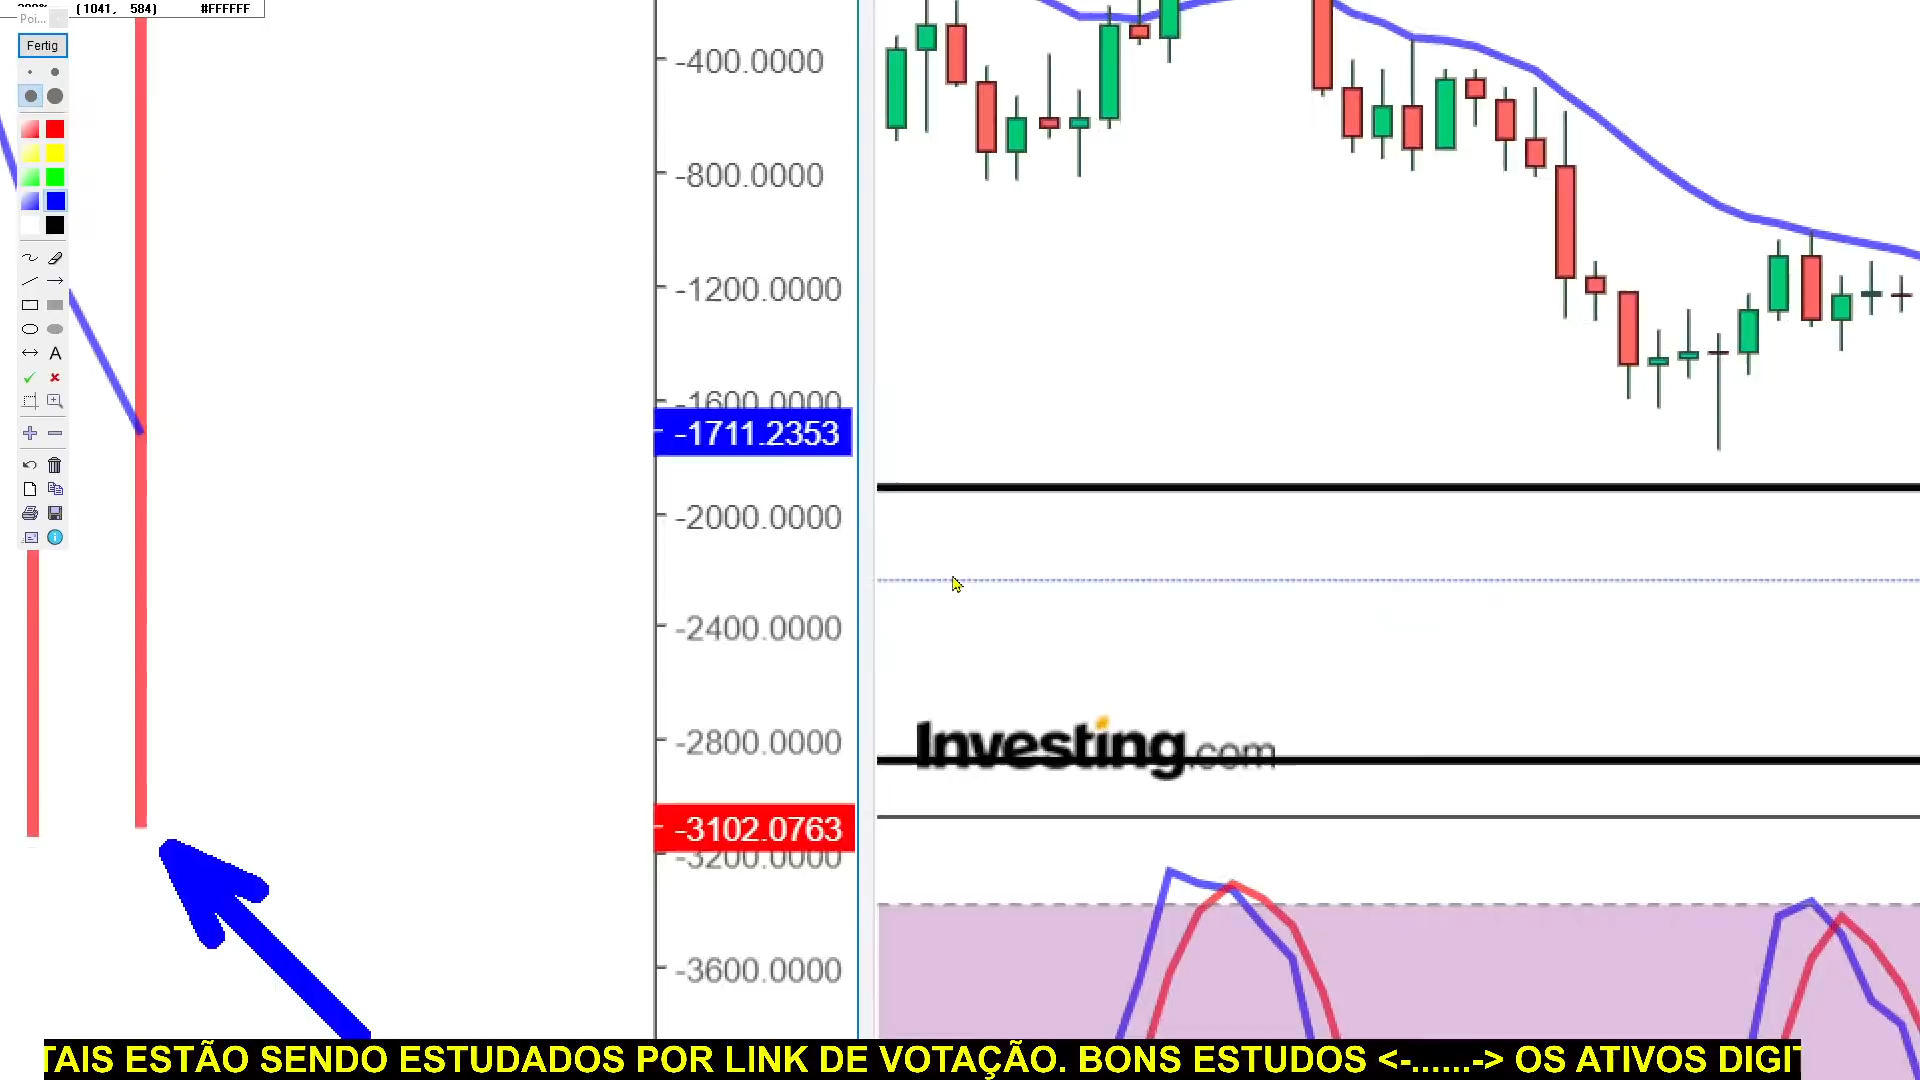 (1041, 584) #FFFFFF
Poi...
Fertig
A
-400.0000
-800.0000
-1200.0000
-1600.0000
-1711.2353
-2000.0000
-2400.0000
-2800.0000
-3102.0763
-3200.0000
-3600.0000
Investing.com
TAIS ESTÃO SENDO ESTUDADOS POR LINK DE VOTAÇÃO. BONS ESTUDOS <-......-> OS ATIVOS DIGIT